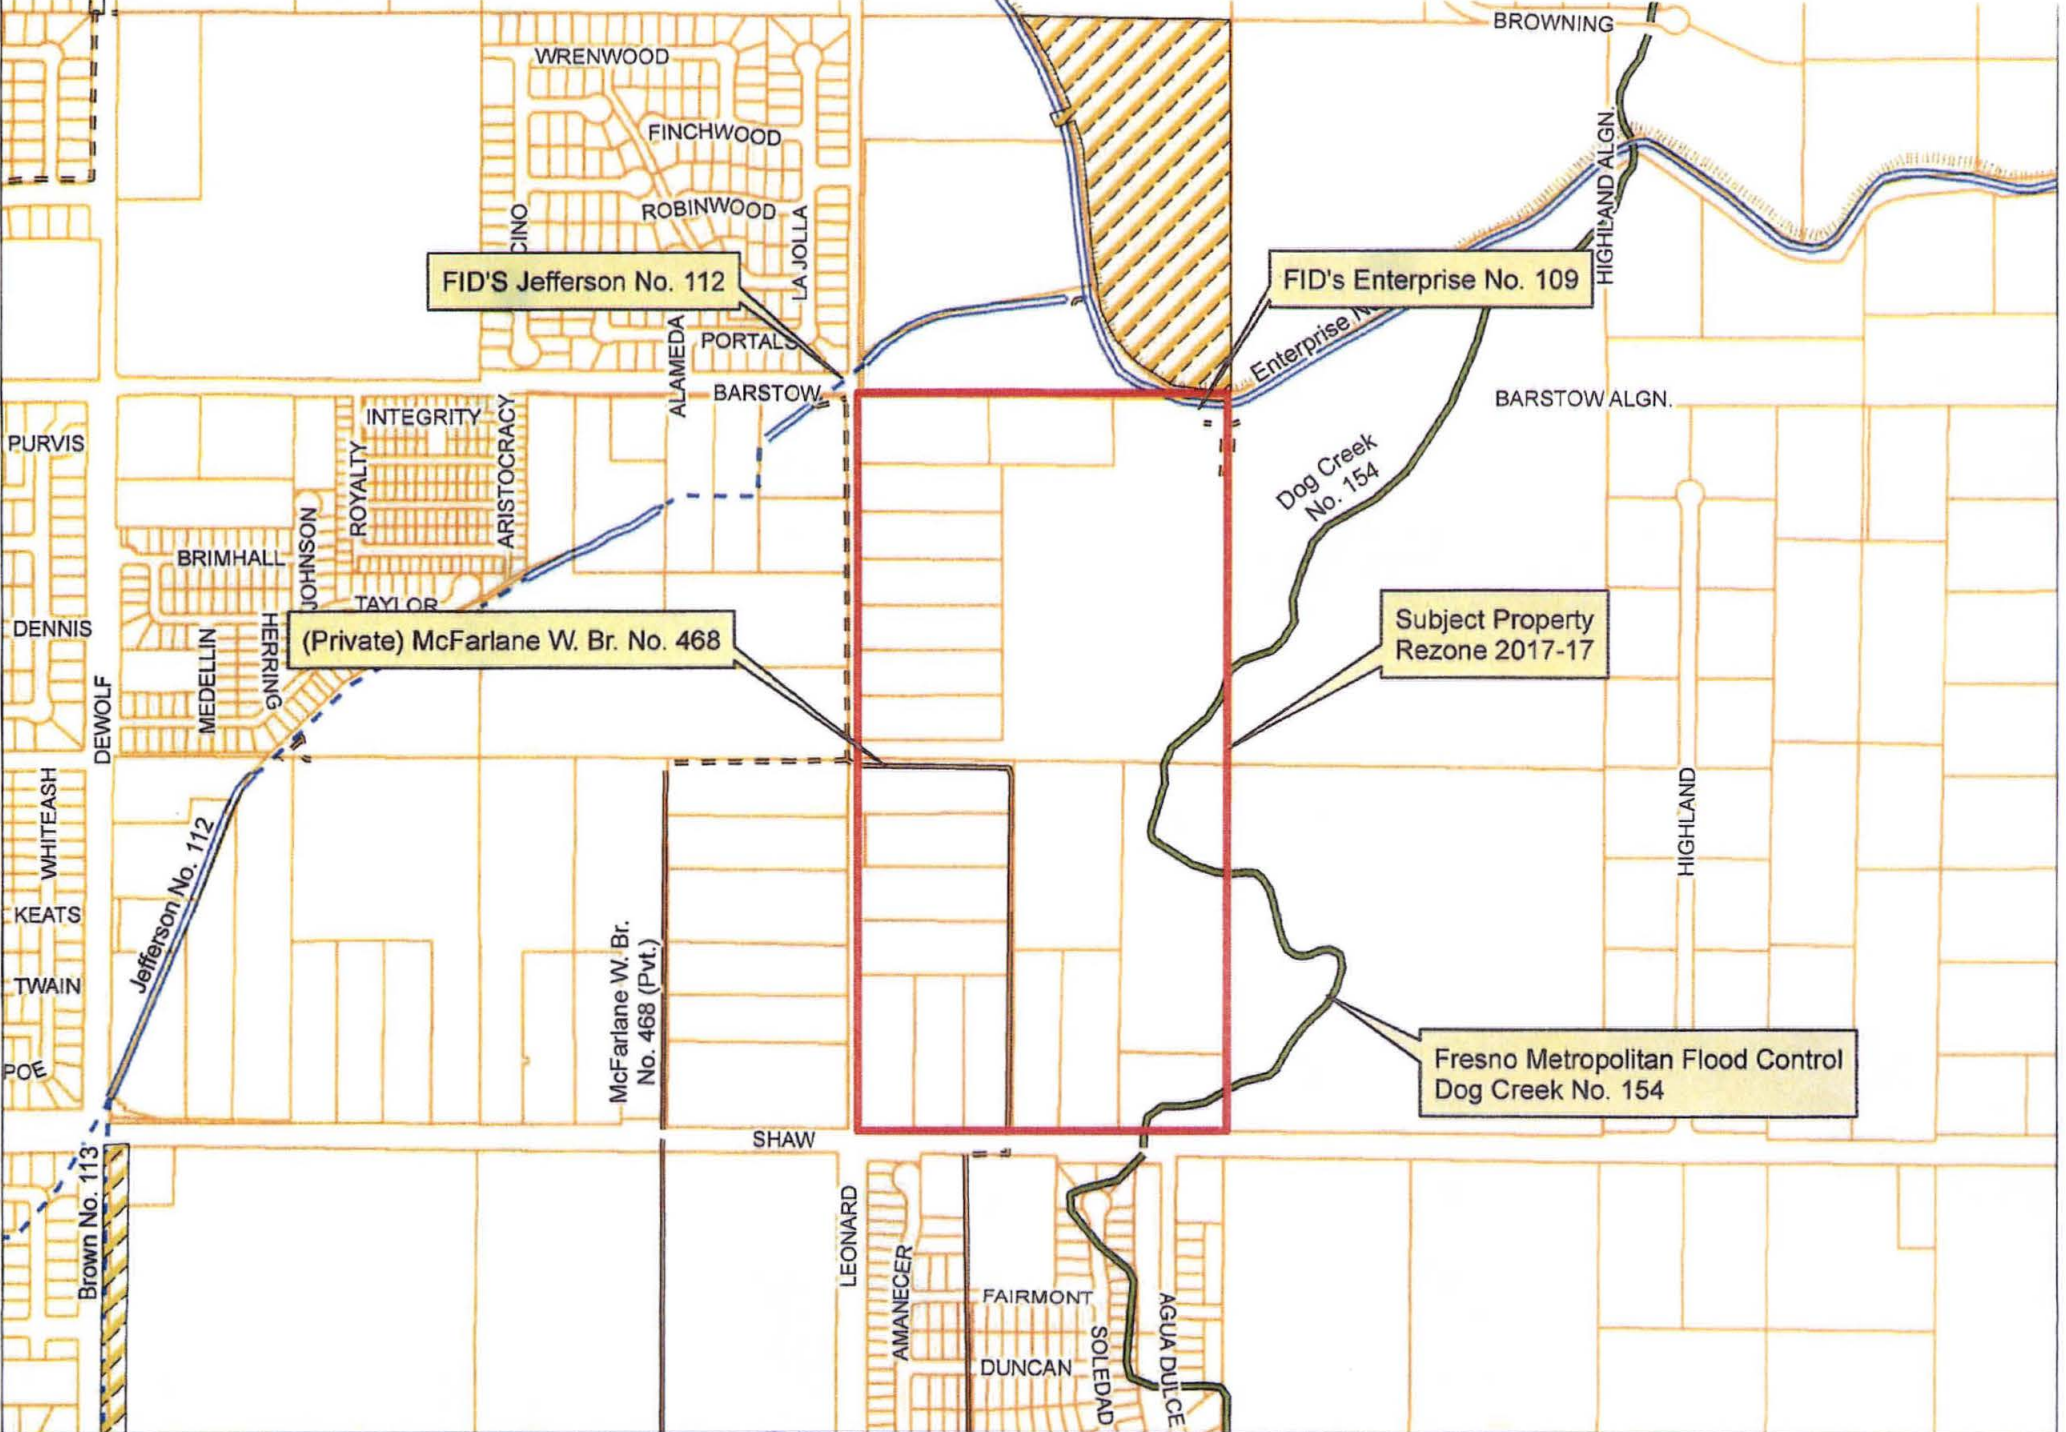 BROWNING
WRENWOOD
FINCHWOOD
HIGHLAND ALGN.
ROBINWOOD
CINO
LA JOLLA
FID'S Jefferson No. 112
FID's Enterprise No. 109
Enterprise N
PORTALS
ALAMEDA
BARSTOW
BARSTOW ALGN.
INTEGRITY
ARISTOCRACY
ROYALTY
PURVIS
Dog Creek
No. 154
BRIMHALL
JOHNSON
TAYLOR
DENNIS
HERRING
MEDELLIN
(Private) McFarlane W. Br. No. 468
Subject Property
Rezone 2017-17
DEWOLF
WHITEASH
HIGHLAND
Jefferson No. 112
KEATS
TWAIN
McFarlane W. Br.
No. 468 (Pvt.)
POE
Fresno Metropolitan Flood Control
Dog Creek No. 154
SHAW
Brown No. 113
LEONARD
AMANECER
FAIRMONT
DUNCAN
SOLEDAD
AGUA DULCE